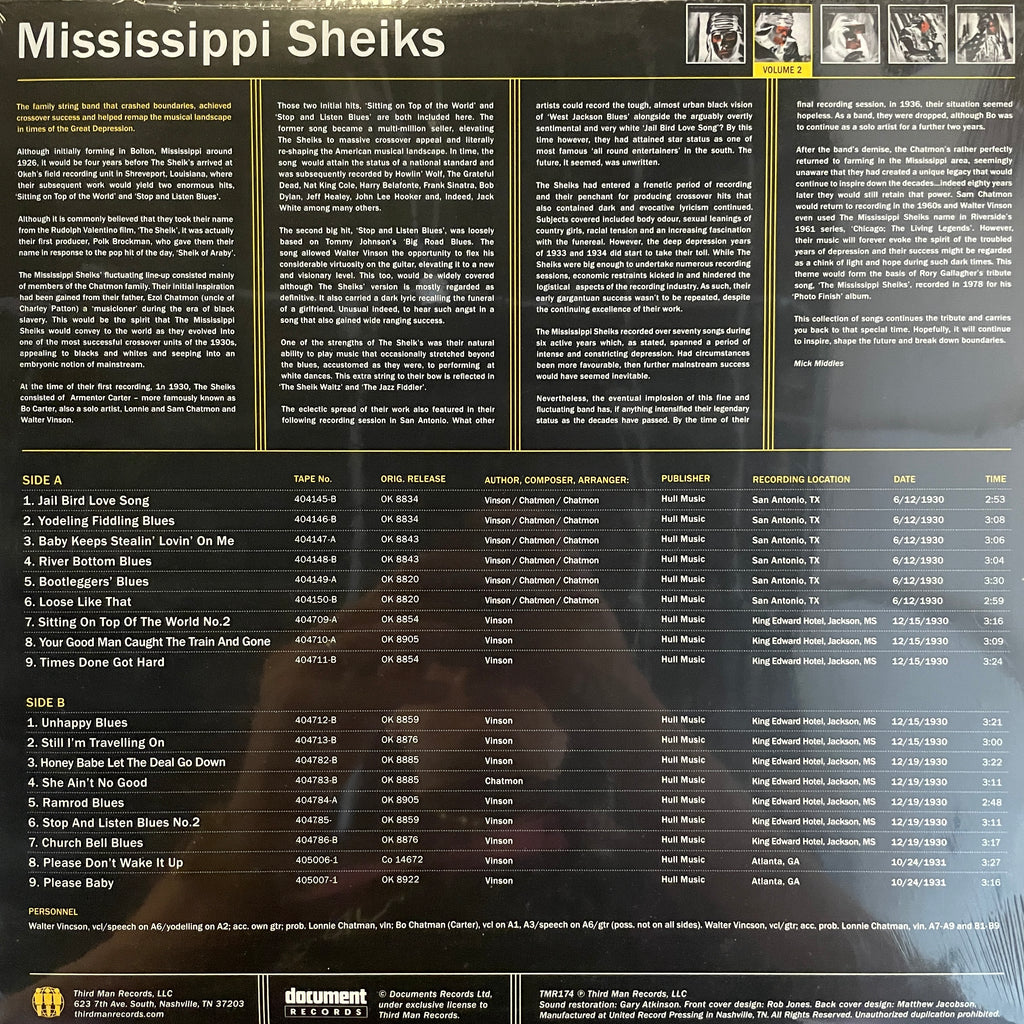 Mississippi Sheiks
VOLUME 2
The family string band that crashed boundaries, achieved
crossover success and helped remap the musical landscape
in times of the Great Depression.
Although initially forming in Bolton, Mississippi around
1926, it would be four years before The Sheik's arrived at
Okeh's field recording unit in Shreveport, Louisiana, where
their subsequent work would yield two enormous hits,
'Sitting on Top of the World' and 'Stop and Listen Blues'.
Although it is commonly believed that they took their name
from the Rudolph Valentino film, 'The Sheik', it was actually
their first producer, Polk Brockman, who gave them their
name in response to the pop hit of the day, 'Sheik of Araby'.
The Mississippi Sheiks' fluctuating line-up consisted mainly
of members of the Chatmon family. Their initial inspiration
had been gained from their father, Ezol Chatmon (uncle of
Charley Patton) a 'musicioner' during the era of black
slavery. This would be the spirit that The Mississippi
Sheiks would convey to the world as they evolved into
one of the most successful crossover units of the 1930s,
appealing to blacks and whites and seeping into an
embryonic notion of mainstream.
At the time of their first recording, 1n 1930, The Sheiks
consisted of Armentor Carter – more famously known as
Bo Carter, also a solo artist, Lonnie and Sam Chatmon and
Walter Vinson.
Those two initial hits, 'Sitting on Top of the World' and
'Stop and Listen Blues' are both included here. The
former song became a multi-million seller, elevating
The Sheiks to massive crossover appeal and literally
re-shaping the American musical landscape. In time, the
song would attain the status of a national standard and
was subsequently recorded by Howlin' Wolf, The Grateful
Dead, Nat King Cole, Harry Belafonte, Frank Sinatra, Bob
Dylan, Jeff Healey, John Lee Hooker and, indeed, Jack
White among many others.
The second big hit, 'Stop and Listen Blues', was loosely
based on Tommy Johnson's 'Big Road Blues. The
song allowed Walter Vinson the opportunity to flex his
considerable virtuosity on the guitar, elevating it to a new
and visionary level. This too, would be widely covered
although The Sheiks' version is mostly regarded as
definitive. It also carried a dark lyric recalling the funeral
of a girlfriend. Unusual indeed, to hear such angst in a
song that also gained wide ranging success.
One of the strengths of The Sheik's was their natural
ability to play music that occasionally stretched beyond
the blues, accustomed as they were, to performing at
white dances. This extra string to their bow is reflected in
'The Sheik Waltz' and 'The Jazz Fiddler'.
The eclectic spread of their work also featured in their
following recording session in San Antonio. What other
artists could record the tough, almost urban black vision
of 'West Jackson Blues' alongside the arguably overtly
sentimental and very white 'Jail Bird Love Song'? By this
time however, they had attained star status as one of
most famous 'all round entertainers' in the south. The
future, it seemed, was unwritten.
The Sheiks had entered a frenetic period of recording
and their penchant for producing crossover hits that
also contained dark and evocative lyricism continued.
Subjects covered included body odour, sexual leanings of
country girls, racial tension and an increasing fascination
with the funeral. However, the deep depression years
of 1933 and 1934 did start to take their toll. While The
Sheiks were big enough to undertake numerous recording
sessions, economic restraints kicked in and hindered the
logistical aspects of the recording industry. As such, their
early gargantuan success wasn't to be repeated, despite
the continuing excellence of their work.
The Mississippi Sheiks recorded over seventy songs during
six active years which, as stated, spanned a period of
intense and constricting depression. Had circumstances
been more favourable, then further mainstream success
would have seemed inevitable.
Nevertheless, the eventual implosion of this fine and
fluctuating band has, if anything intensified their legendary
status as the decades have passed. By the time of their
final recording session, in 1936, their situation seemed
hopeless. As a band, they were dropped, although Bo was
to continue as a solo artist for a further two years.
After the band's demise, the Chatmon's rather perfectly
returned to farming in the Mississippi area, seemingly
unaware that they had created a unique legacy that would
continue to inspire down the decades...indeed eighty years
later they would still retain that power. Sam Chatmon
would return to recording in the 1960s and Walter Vinson
even used The Mississippi Sheiks name in Riverside's
1961 series, 'Chicago: The Living Legends'. However,
their music will forever evoke the spirit of the troubled
years of depression and their success might be regarded
as a chink of light and hope during such dark times. This
theme would form the basis of Rory Gallagher's tribute
song, 'The Mississippi Sheiks', recorded in 1978 for his
'Photo Finish' album.
This collection of songs continues the tribute and carries
you back to that special time. Hopefully, it will continue
to inspire, shape the future and break down boundaries.
Mick Middles
SIDE A TAPE No. ORIG. RELEASE AUTHOR, COMPOSER, ARRANGER: PUBLISHER RECORDING LOCATION DATE TIME
1. Jail Bird Love Song 404145-B OK 8834 Vinson / Chatmon / Chatmon Hull Music San Antonio, TX 6/12/1930 2:53
2. Yodeling Fiddling Blues 404146-B OK 8834 Vinson / Chatmon / Chatmon Hull Music San Antonio, TX 6/12/1930 3:08
3. Baby Keeps Stealin' Lovin' On Me 404147-A OK 8843 Vinson / Chatmon / Chatmon Hull Music San Antonio, TX 6/12/1930 3:06
4. River Bottom Blues 404148-B OK 8843 Vinson / Chatmon / Chatmon Hull Music San Antonio, TX 6/12/1930 3:04
5. Bootleggers' Blues 404149-A OK 8820 Vinson / Chatmon / Chatmon Hull Music San Antonio, TX 6/12/1930 3:30
6. Loose Like That 404150-B OK 8820 Vinson / Chatmon / Chatmon Hull Music San Antonio, TX 6/12/1930 2:59
7. Sitting On Top Of The World No.2 404709-A OK 8854 Vinson Hull Music King Edward Hotel, Jackson, MS 12/15/1930 3:16
8. Your Good Man Caught The Train And Gone 404710-A OK 8905 Vinson Hull Music King Edward Hotel, Jackson, MS 12/15/1930 3:09
9. Times Done Got Hard 404711-B OK 8854 Vinson Hull Music King Edward Hotel, Jackson, MS 12/15/1930 3:24
SIDE B
1. Unhappy Blues 404712-B OK 8859 Vinson Hull Music King Edward Hotel, Jackson, MS 12/15/1930 3:21
2. Still I'm Travelling On 404713-B OK 8876 Vinson Hull Music King Edward Hotel, Jackson, MS 12/15/1930 3:00
3. Honey Babe Let The Deal Go Down 404782-B OK 8885 Vinson Hull Music King Edward Hotel, Jackson, MS 12/19/1930 3:22
4. She Ain't No Good 404783-B OK 8885 Chatmon Hull Music King Edward Hotel, Jackson, MS 12/19/1930 3:11
5. Ramrod Blues 404784-A OK 8905 Vinson Hull Music King Edward Hotel, Jackson, MS 12/19/1930 2:48
6. Stop And Listen Blues No.2 404785- OK 8859 Vinson Hull Music King Edward Hotel, Jackson, MS 12/19/1930 3:11
7. Church Bell Blues 404786-B OK 8876 Vinson Hull Music King Edward Hotel, Jackson, MS 12/19/1930 3:17
8. Please Don't Wake It Up 405006-1 Co 14672 Vinson Hull Music Atlanta, GA 10/24/1931 3:27
9. Please Baby 405007-1 OK 8922 Vinson Hull Music Atlanta, GA 10/24/1931 3:16
PERSONNEL
Walter Vincson, vcl/speech on A6/yodelling on A2; acc. own gtr; prob. Lonnie Chatman, vln; Bo Chatman (Carter), vcl on A1, A3/speech on A6/gtr (poss. not on all sides). Walter Vincson, vcl/gtr; acc. prob. Lonnie Chatman, vln. A7-A9 and B1-B9
Third Man Records, LLC
623 7th Ave. South, Nashville, TN 37203
thirdmanrecords.com
document
RECORDS
© Documents Records Ltd,
under exclusive license to
Third Man Records.
TMR174 ℗ Third Man Records, LLC
Sound restoration: Gary Atkinson. Front cover design: Rob Jones. Back cover design: Matthew Jacobson.
Manufactured at United Record Pressing in Nashville, TN. All Rights Reserved. Unauthorized duplication prohibited.